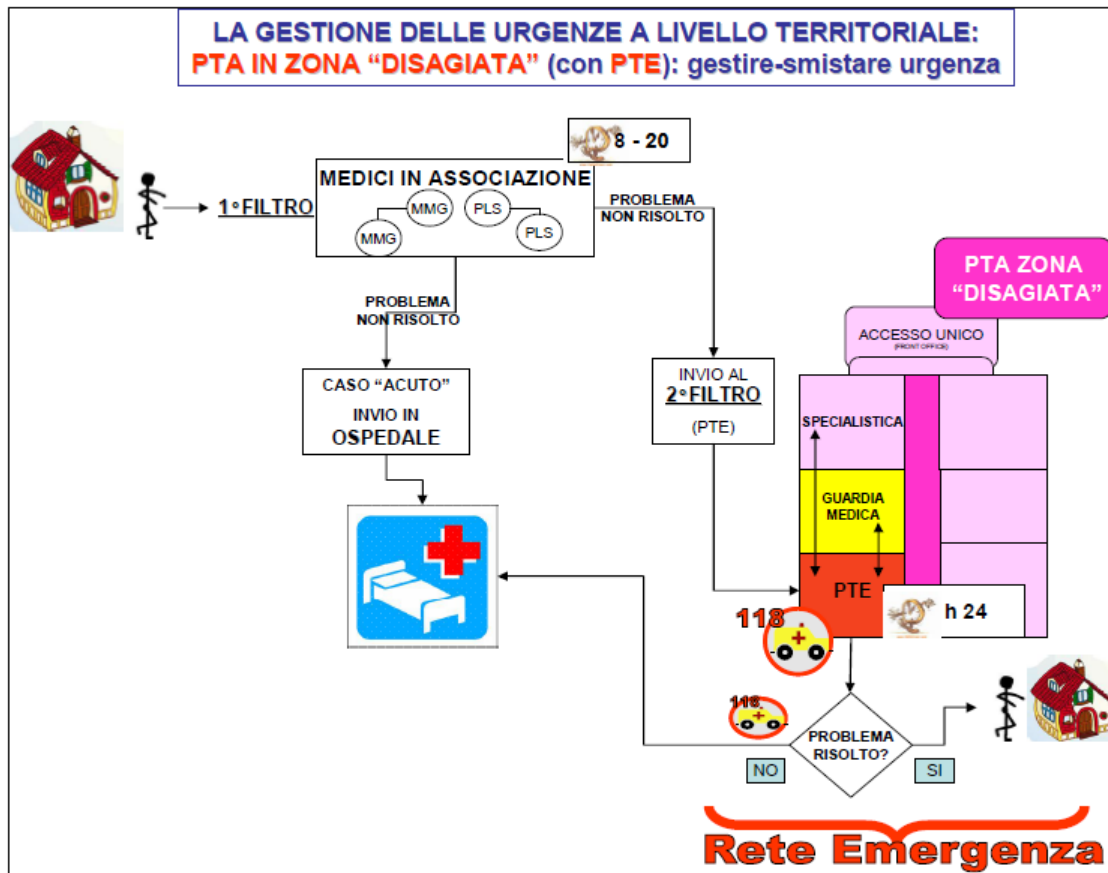 LA GESTIONE DELLE URGENZE A LIVELLO TERRITORIALE:
PTA IN ZONA “DISAGIATA” (con PTE): gestire-smistare urgenza
8 - 20
MEDICI IN ASSOCIAZIONE
MMG
PLS
MMG
PLS
1°FILTRO
PROBLEMA
NON RISOLTO
PROBLEMA
NON RISOLTO
PTA ZONA
“DISAGIATA”
ACCESSO UNICO
(FRONT OFFICE)
CASO “ACUTO”
INVIO IN
OSPEDALE
INVIO AL
2°FILTRO
(PTE)
SPECIALISTICA
GUARDIA
MEDICA
PTE
h 24
118
118
PROBLEMA
RISOLTO?
NO
SI
Rete Emergenza